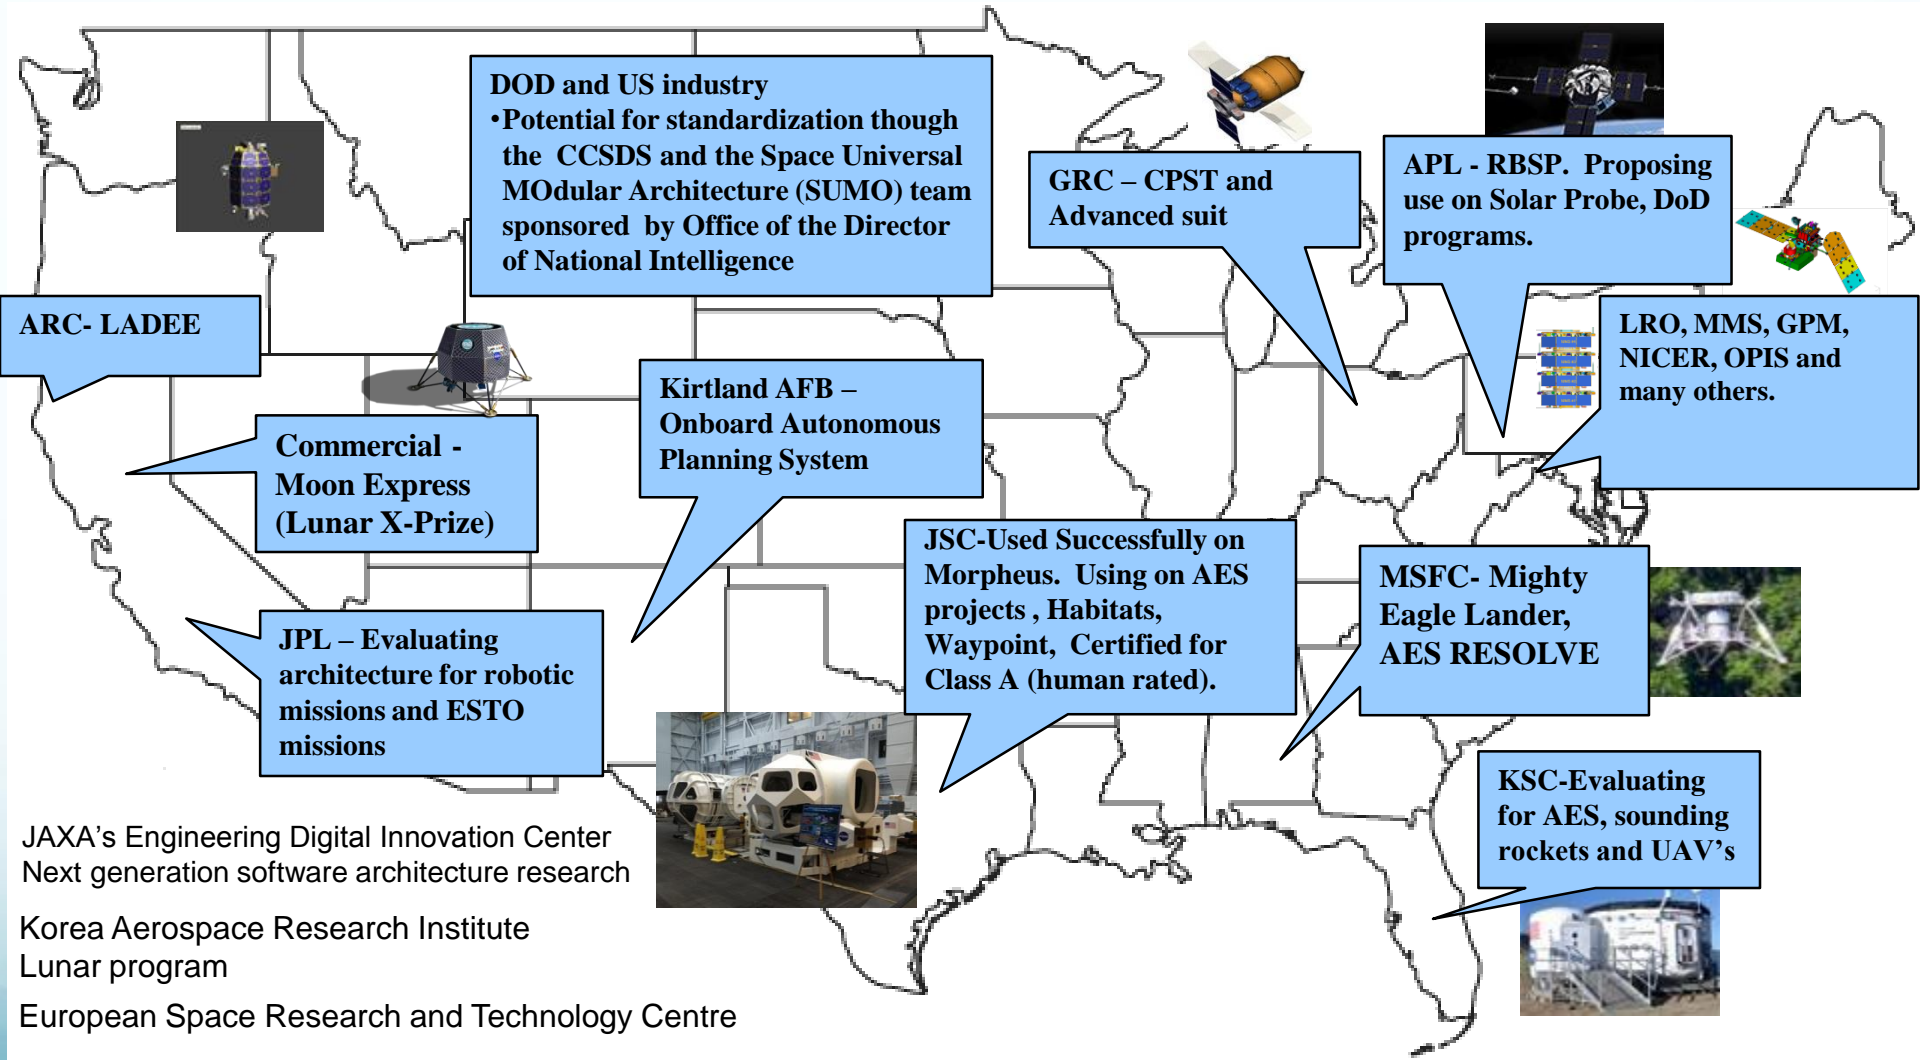 DOD and US industry
•Potential for standardization though
the CCSDS and the Space Universal
MOdular Architecture (SUMO) team
sponsored by Office of the Director
of National Intelligence
GRC – CPST and
Advanced suit
APL - RBSP. Proposing
use on Solar Probe, DoD
programs.
ARC- LADEE
LRO, MMS, GPM,
NICER, OPIS and
many others.
Kirtland AFB –
Onboard Autonomous
Planning System
Commercial -
Moon Express
(Lunar X-Prize)
JSC-Used Successfully on
Morpheus. Using on AES
projects , Habitats,
Waypoint, Certified for
Class A (human rated).
MSFC- Mighty
Eagle Lander,
AES RESOLVE
JPL – Evaluating
architecture for robotic
missions and ESTO
missions
KSC-Evaluating
for AES, sounding
rockets and UAV's
JAXA's Engineering Digital Innovation Center
Next generation software architecture research
Korea Aerospace Research Institute
Lunar program
European Space Research and Technology Centre